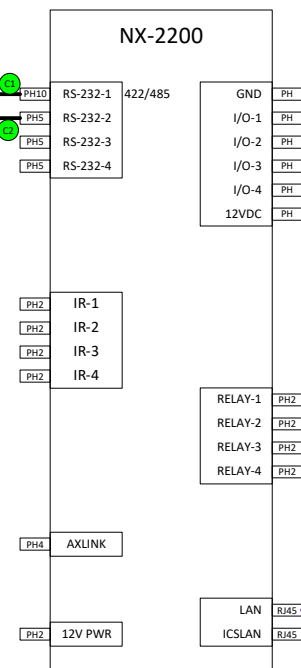 NX-2200
C1
PH10 RS-232-1 422/485 GND PH
PH5 RS-232-2 I/O-1 PH
C2
PH5 RS-232-3 I/O-2 PH
PH5 RS-232-4 I/O-3 PH
I/O-4 PH
12VDC PH
PH2 IR-1
PH2 IR-2
PH2 IR-3
PH2 IR-4
RELAY-1 PH2
RELAY-2 PH2
RELAY-3 PH2
RELAY-4 PH2
PH4 AXLINK
LAN RJ45
PH2 12V PWR ICSLAN RJ45